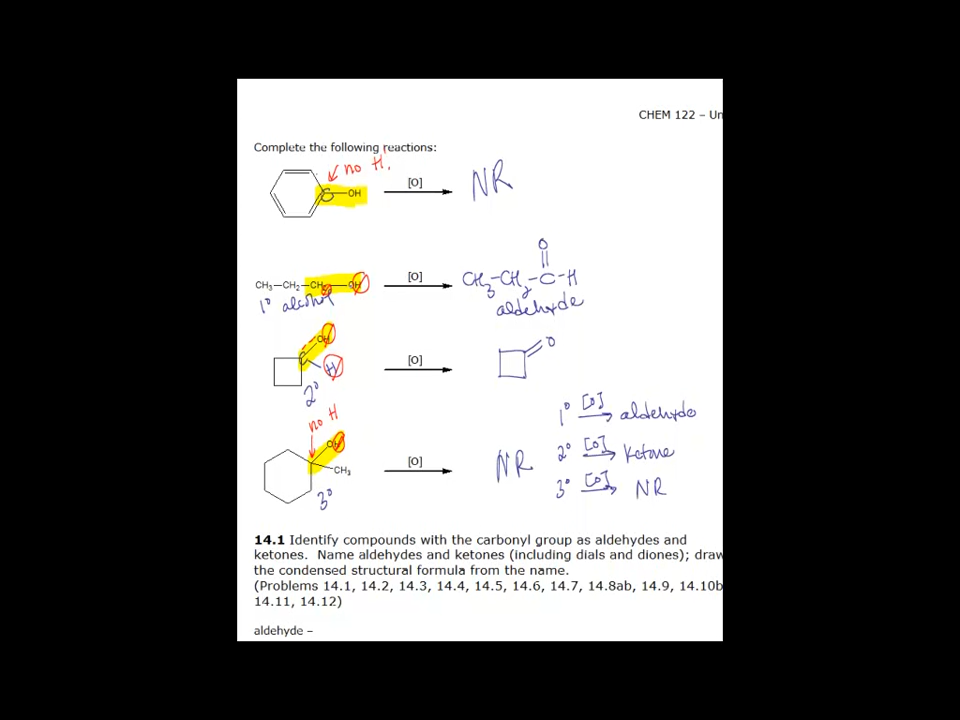 CHEM 122 – Un
Complete the following reactions:
no H.
OH [O] NR
O
CH₃—CH₂—CH₂—OH [O] CH₃-CH₂-C-H
1° alcohol aldehyde
OH
C H [O] O
2°
1° [O] aldehyde
no H
2° [O] Ketone
OH
CH₃ [O] NR
3° [O] NR
3°
14.1 Identify compounds with the carbonyl group as aldehydes and
ketones. Name aldehydes and ketones (including dials and diones); draw
the condensed structural formula from the name.
(Problems 14.1, 14.2, 14.3, 14.4, 14.5, 14.6, 14.7, 14.8ab, 14.9, 14.10b
14.11, 14.12)
aldehyde –